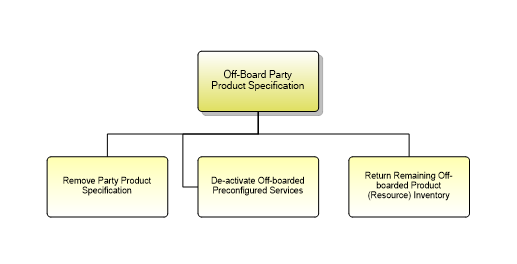 Off-Board Party
Product Specification
Remove Party Product
Specification
De-activate Off-boarded
Preconfigured Services
Return Remaining Off-
boarded Product
(Resource) Inventory